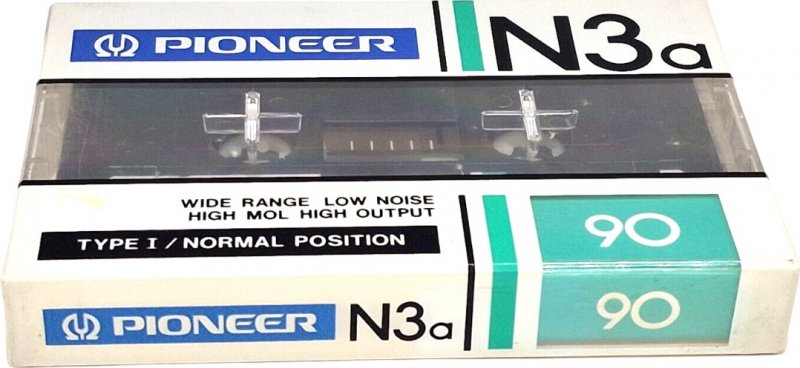 PIONEER N3a
WIDE RANGE LOW NOISE
HIGH MOL HIGH OUTPUT
TYPE I / NORMAL POSITION
90
PIONEER N3a
90